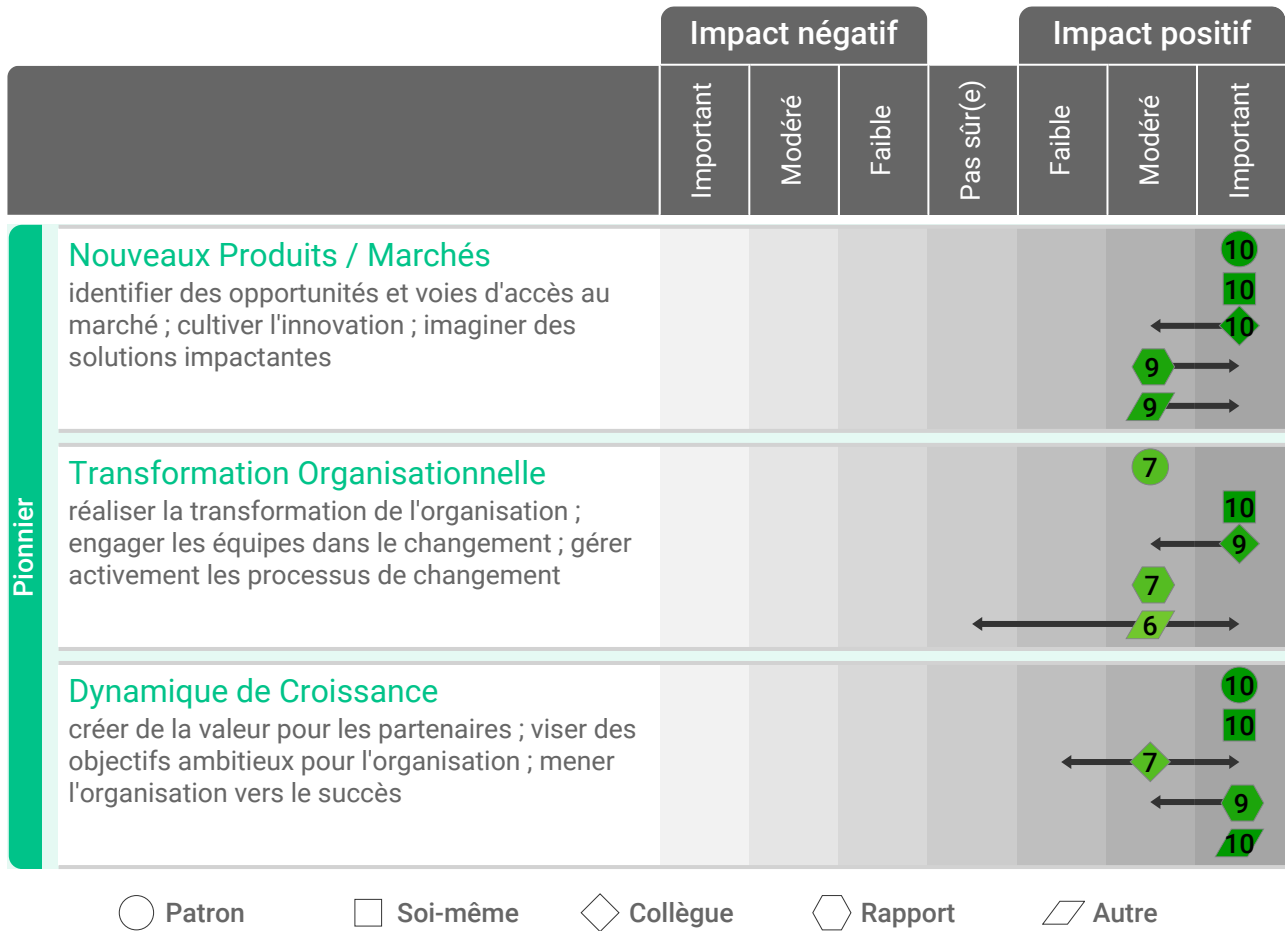 Impact négatif
Impact positif
Important
Modéré
Faible
Pas sûr(e)
Faible
Modéré
Important
Pionnier
Nouveaux Produits / Marchés
identifier des opportunités et voies d'accès au
marché ; cultiver l'innovation ; imaginer des
solutions impactantes
10
10
10
9
9
Transformation Organisationnelle
réaliser la transformation de l'organisation ;
engager les équipes dans le changement ; gérer
activement les processus de changement
7
10
9
7
6
Dynamique de Croissance
créer de la valeur pour les partenaires ; viser des
objectifs ambitieux pour l'organisation ; mener
l'organisation vers le succès
10
10
7
9
10
Patron
Soi-même
Collègue
Rapport
Autre